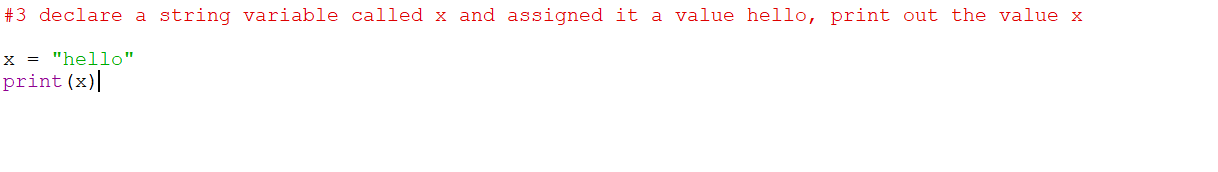 #3 declare a string variable called x and assigned it a value hello, print out the value x
x = "hello"
print(x)